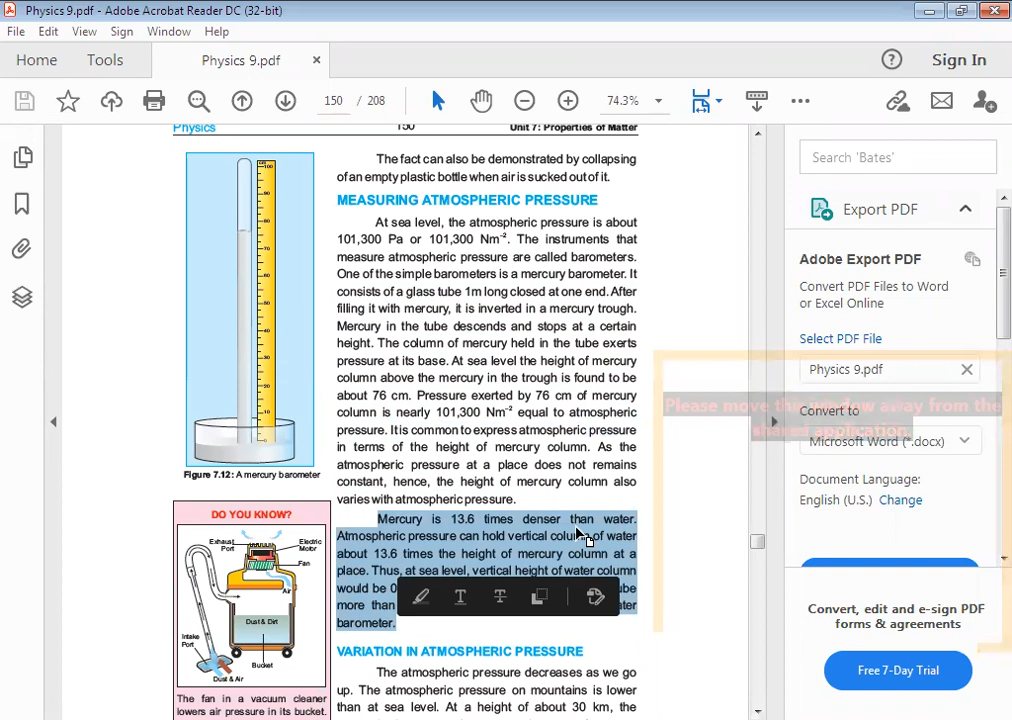 Physics 9.pdf - Adobe Acrobat Reader DC (32-bit)
File Edit View Sign Window Help
Home Tools Physics 9.pdf × Sign In
150 / 208 74.3%
Physics 150 Unit 7: Properties of Matter
The fact can also be demonstrated by collapsing
of an empty plastic bottle when air is sucked out of it.
MEASURING ATMOSPHERIC PRESSURE
At sea level, the atmospheric pressure is about
101,300 Pa or 101,300 Nm⁻². The instruments that
measure atmospheric pressure are called barometers.
One of the simple barometers is a mercury barometer. It
consists of a glass tube 1m long closed at one end. After
filling it with mercury, it is inverted in a mercury trough.
Mercury in the tube descends and stops at a certain
height. The column of mercury held in the tube exerts
pressure at its base. At sea level the height of mercury
column above the mercury in the trough is found to be
about 76 cm. Pressure exerted by 76 cm of mercury
column is nearly 101,300 Nm⁻² equal to atmospheric
pressure. It is common to express atmospheric pressure
in terms of the height of mercury column. As the
atmospheric pressure at a place does not remains
constant, hence, the height of mercury column also
varies with atmospheric pressure.
Mercury is 13.6 times denser than water.
Atmospheric pressure can hold vertical column of water
about 13.6 times the height of mercury column at a
place. Thus, at sea level, vertical height of water column
would be 0
more than
barometer.
VARIATION IN ATMOSPHERIC PRESSURE
The atmospheric pressure decreases as we go
up. The atmospheric pressure on mountains is lower
than at sea level. At a height of about 30 km, the
cm
100
90
80
70
60
50
40
30
20
10
0
Figure 7.12: A mercury barometer
DO YOU KNOW?
Exhaust
Port
Electric
Motor
Fan
Air
Dust & Dirt
Intake
Port
Bucket
Dust & Air
The fan in a vacuum cleaner
lowers air pressure in its bucket.
Search 'Bates'
Export PDF
Adobe Export PDF
Convert PDF Files to Word
or Excel Online
Select PDF File
Physics 9.pdf
Please move this window away from the
shared application.
Convert to
Microsoft Word (*.docx)
Document Language:
English (U.S.) Change
Convert, edit and e-sign PDF
forms & agreements
Free 7-Day Trial